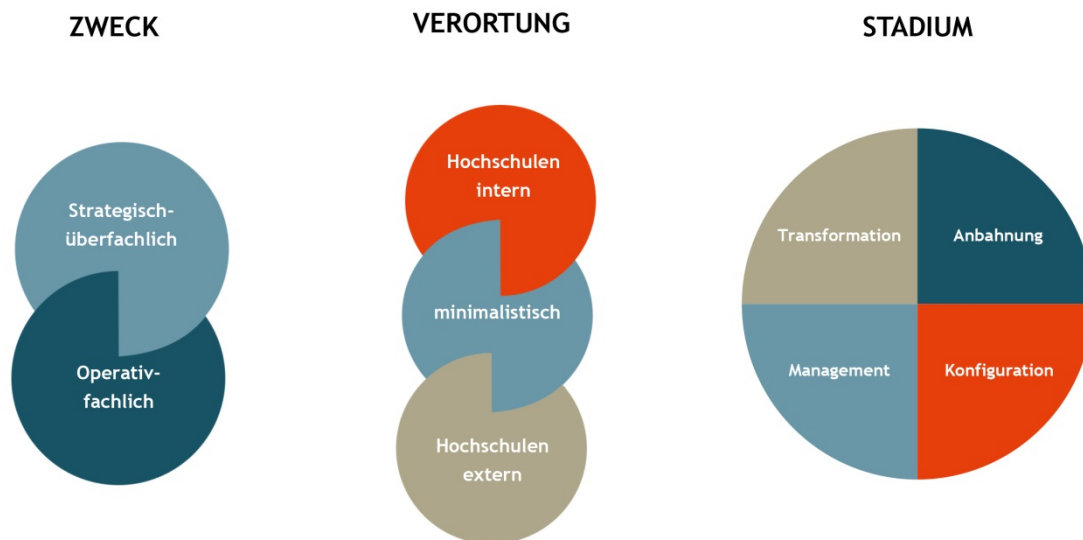 ZWECK
VERORTUNG
STADIUM
Strategisch-
überfachlich
Operativ-
fachlich
Hochschulen
intern
minimalistisch
Hochschulen
extern
Transformation
Anbahnung
Management
Konfiguration